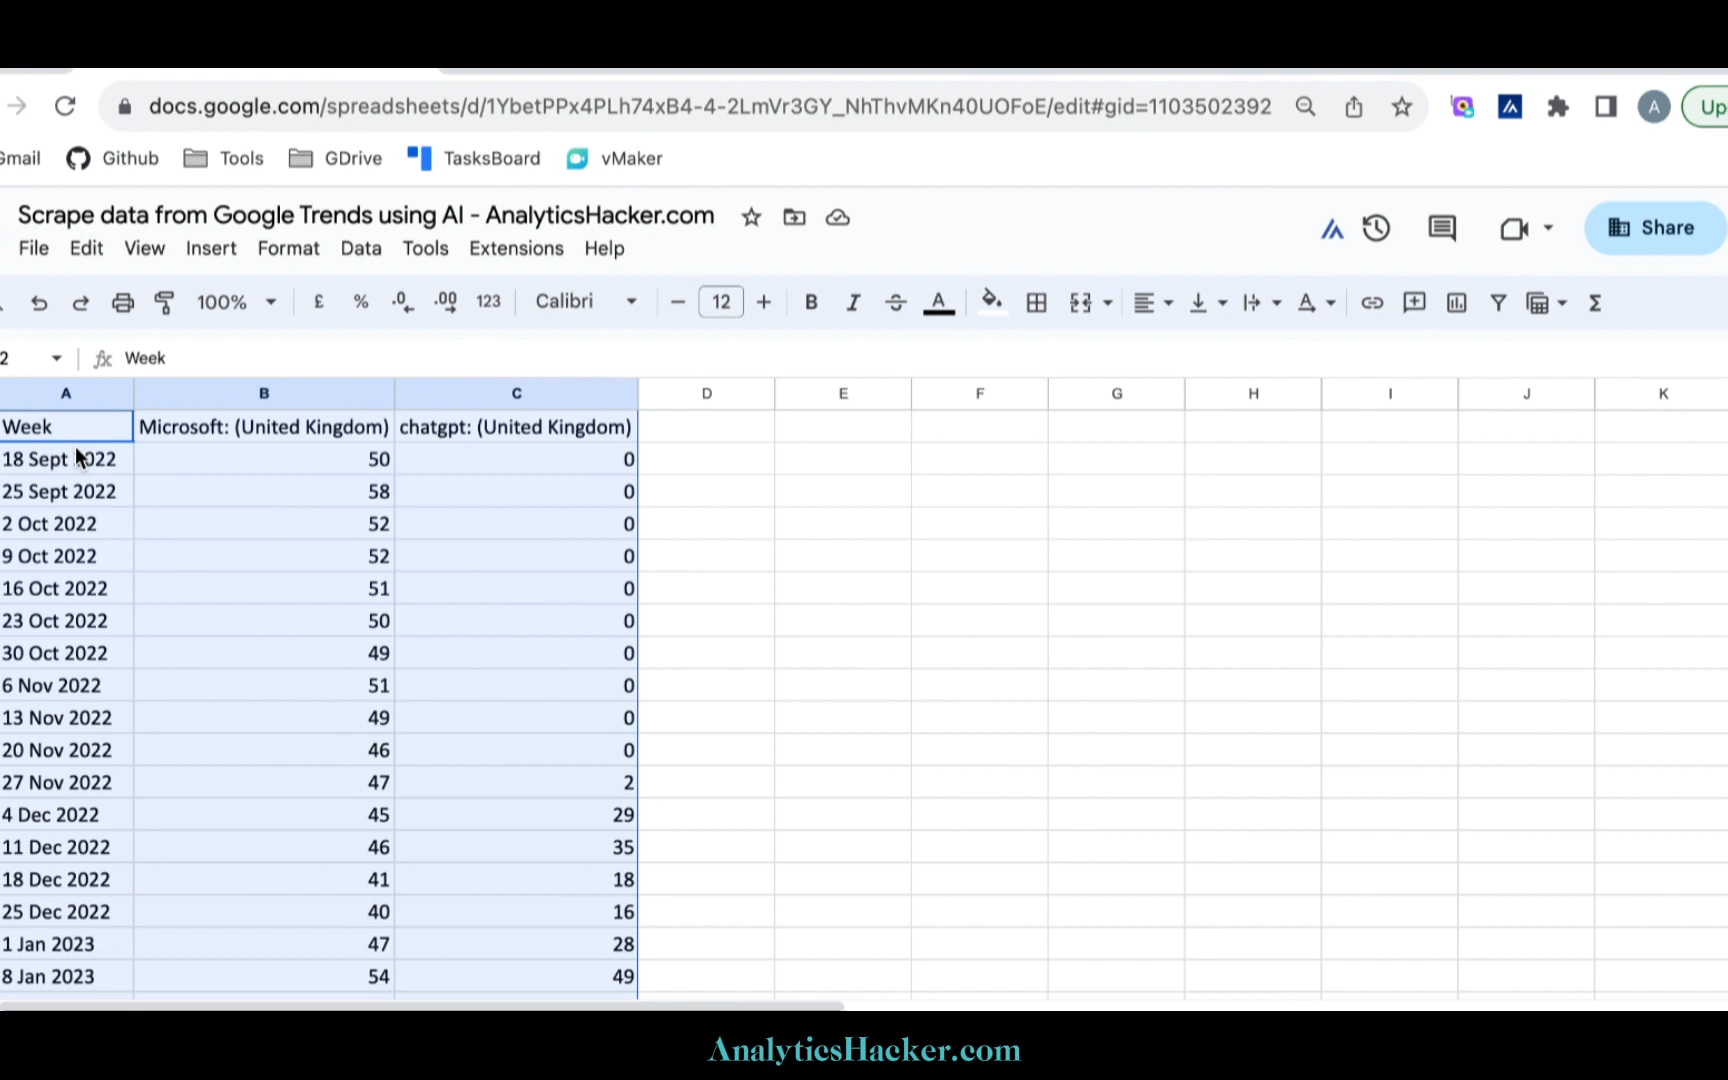 docs.google.com/spreadsheets/d/1YbetPPx4PLh74xB4-4-2LmVr3GY_NhThvMKn40UOFoE/edit#gid=1103502392 A Up
Gmail Github Tools GDrive TasksBoard vMaker
Scrape data from Google Trends using AI - AnalyticsHacker.com
File Edit View Insert Format Data Tools Extensions Help
Share
100% £ % .0 .00 123 Calibri 12 B I S A A Σ
2 fx Week
A B C D E F G H I J K
Week Microsoft: (United Kingdom) chatgpt: (United Kingdom)
18 Sept 2022 50 0
25 Sept 2022 58 0
2 Oct 2022 52 0
9 Oct 2022 52 0
16 Oct 2022 51 0
23 Oct 2022 50 0
30 Oct 2022 49 0
6 Nov 2022 51 0
13 Nov 2022 49 0
20 Nov 2022 46 0
27 Nov 2022 47 2
4 Dec 2022 45 29
11 Dec 2022 46 35
18 Dec 2022 41 18
25 Dec 2022 40 16
1 Jan 2023 47 28
8 Jan 2023 54 49
AnalyticsHacker.com